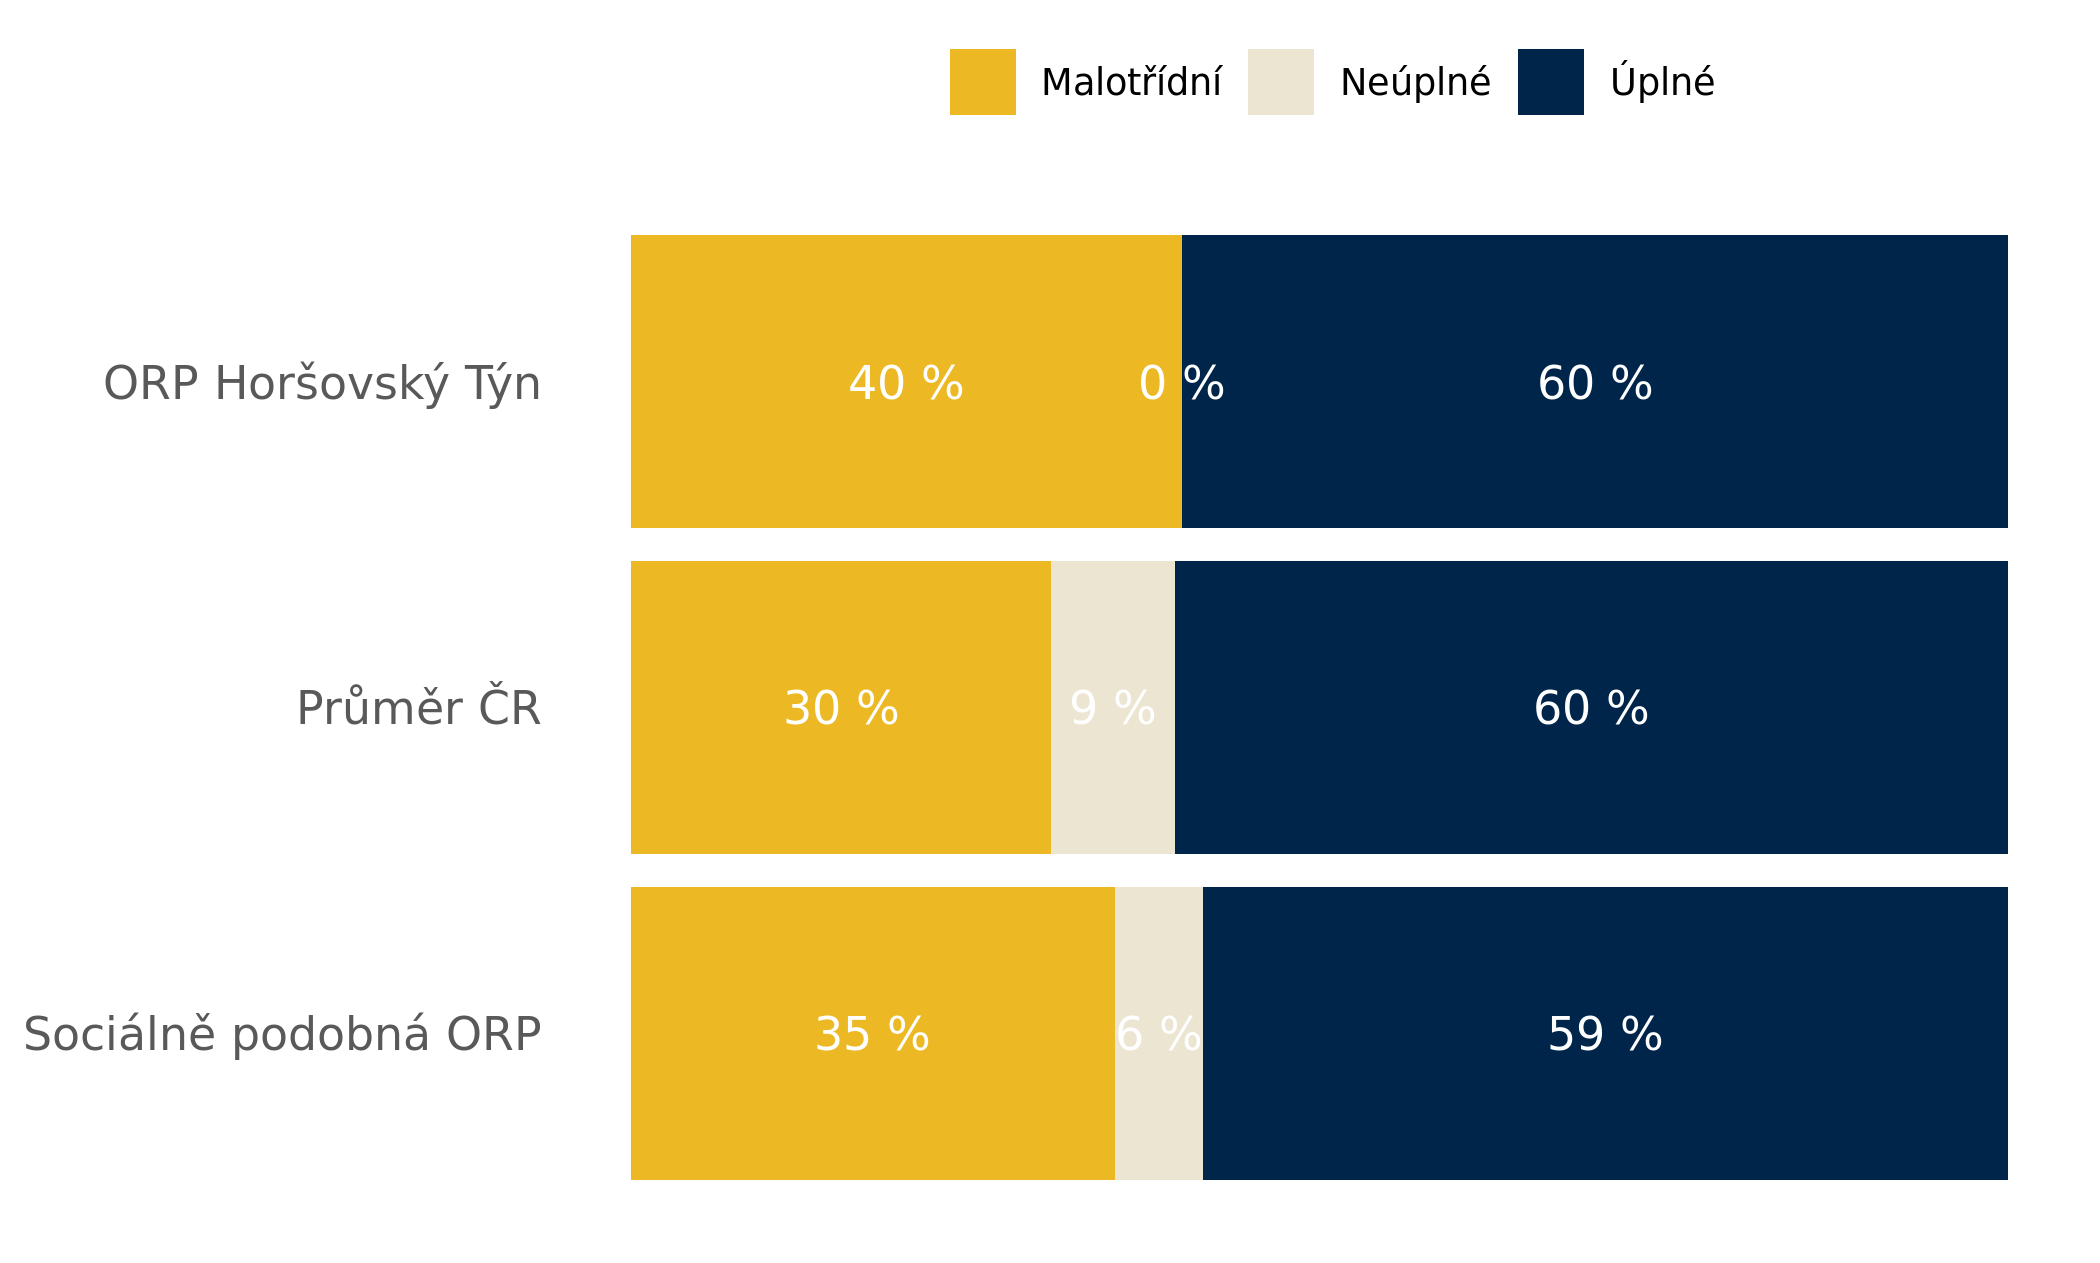 Malotřídní Neúplné Úplné
ORP Horšovský Týn 40 % 0 % 60 %
Průměr ČR 30 % 9 % 60 %
Sociálně podobná ORP 35 % 6 % 59 %